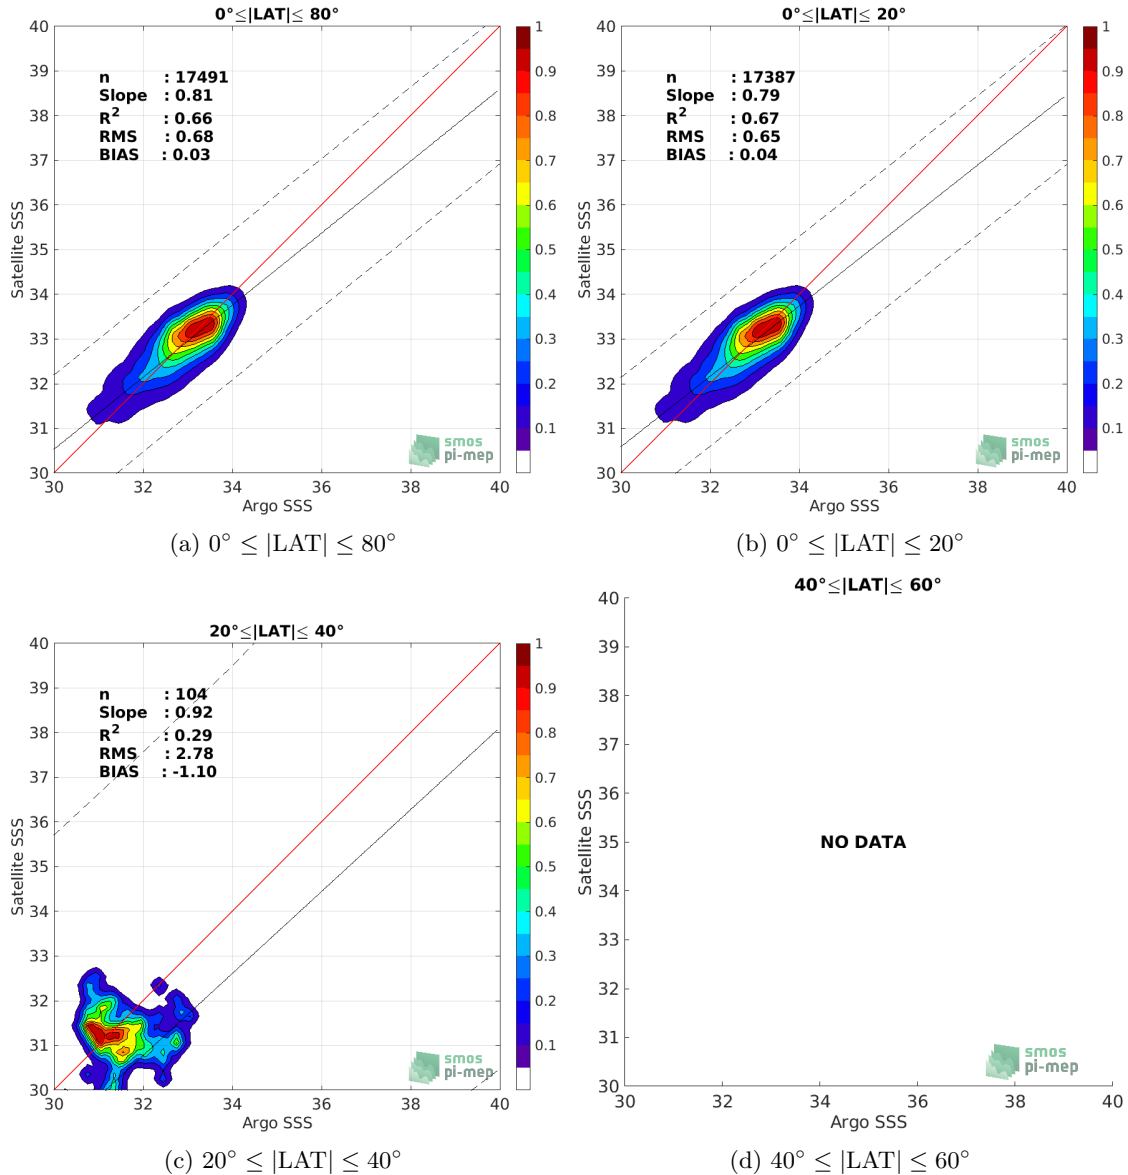 0°≤|LAT|≤ 80°
40
39
38
37
36
35
34
33
32
31
30
Satellite SSS
n : 17491
Slope : 0.81
R² : 0.66
RMS : 0.68
BIAS : 0.03
smos
pi-mep
30 32 34 36 38 40
Argo SSS
1
0.9
0.8
0.7
0.6
0.5
0.4
0.3
0.2
0.1
(a) 0° ≤ |LAT| ≤ 80°
0°≤|LAT|≤ 20°
40
39
38
37
36
35
34
33
32
31
30
Satellite SSS
n : 17387
Slope : 0.79
R² : 0.67
RMS : 0.65
BIAS : 0.04
smos
pi-mep
30 32 34 36 38 40
Argo SSS
1
0.9
0.8
0.7
0.6
0.5
0.4
0.3
0.2
0.1
(b) 0° ≤ |LAT| ≤ 20°
20°≤|LAT|≤ 40°
40
39
38
37
36
35
34
33
32
31
30
Satellite SSS
n : 104
Slope : 0.92
R² : 0.29
RMS : 2.78
BIAS : -1.10
smos
pi-mep
30 32 34 36 38 40
Argo SSS
1
0.9
0.8
0.7
0.6
0.5
0.4
0.3
0.2
0.1
(c) 20° ≤ |LAT| ≤ 40°
40°≤|LAT|≤ 60°
40
39
38
37
36
35
34
33
32
31
30
Satellite SSS
NO DATA
smos
pi-mep
30 32 34 36 38 40
Argo SSS
(d) 40° ≤ |LAT| ≤ 60°